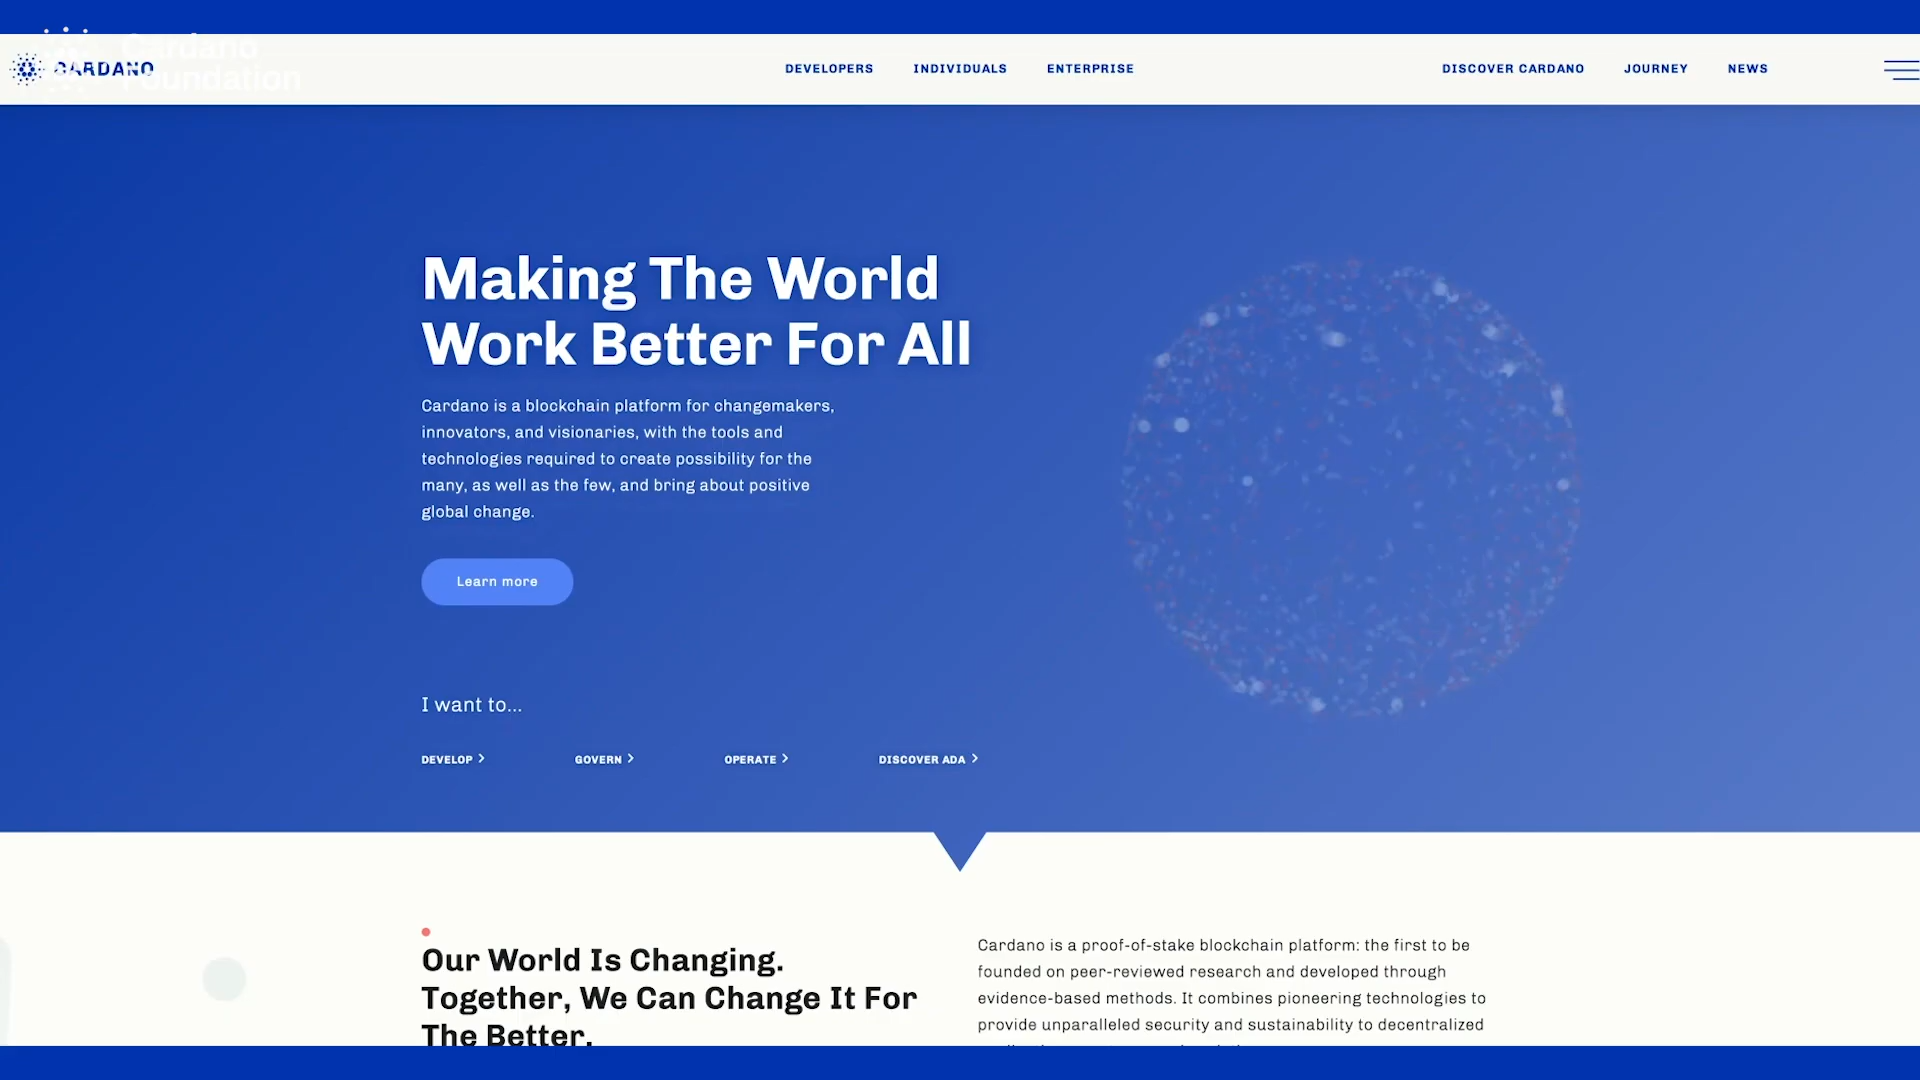 Cardano
Foundation
CARDANO
DEVELOPERS
INDIVIDUALS
ENTERPRISE
DISCOVER CARDANO
JOURNEY
NEWS
Making The World
Work Better For All
Cardano is a blockchain platform for changemakers,
innovators, and visionaries, with the tools and
technologies required to create possibility for the
many, as well as the few, and bring about positive
global change.
Learn more
I want to...
DEVELOP
GOVERN
OPERATE
DISCOVER ADA
Our World Is Changing.
Together, We Can Change It For
The Better.
Cardano is a proof-of-stake blockchain platform: the first to be
founded on peer-reviewed research and developed through
evidence-based methods. It combines pioneering technologies to
provide unparalleled security and sustainability to decentralized